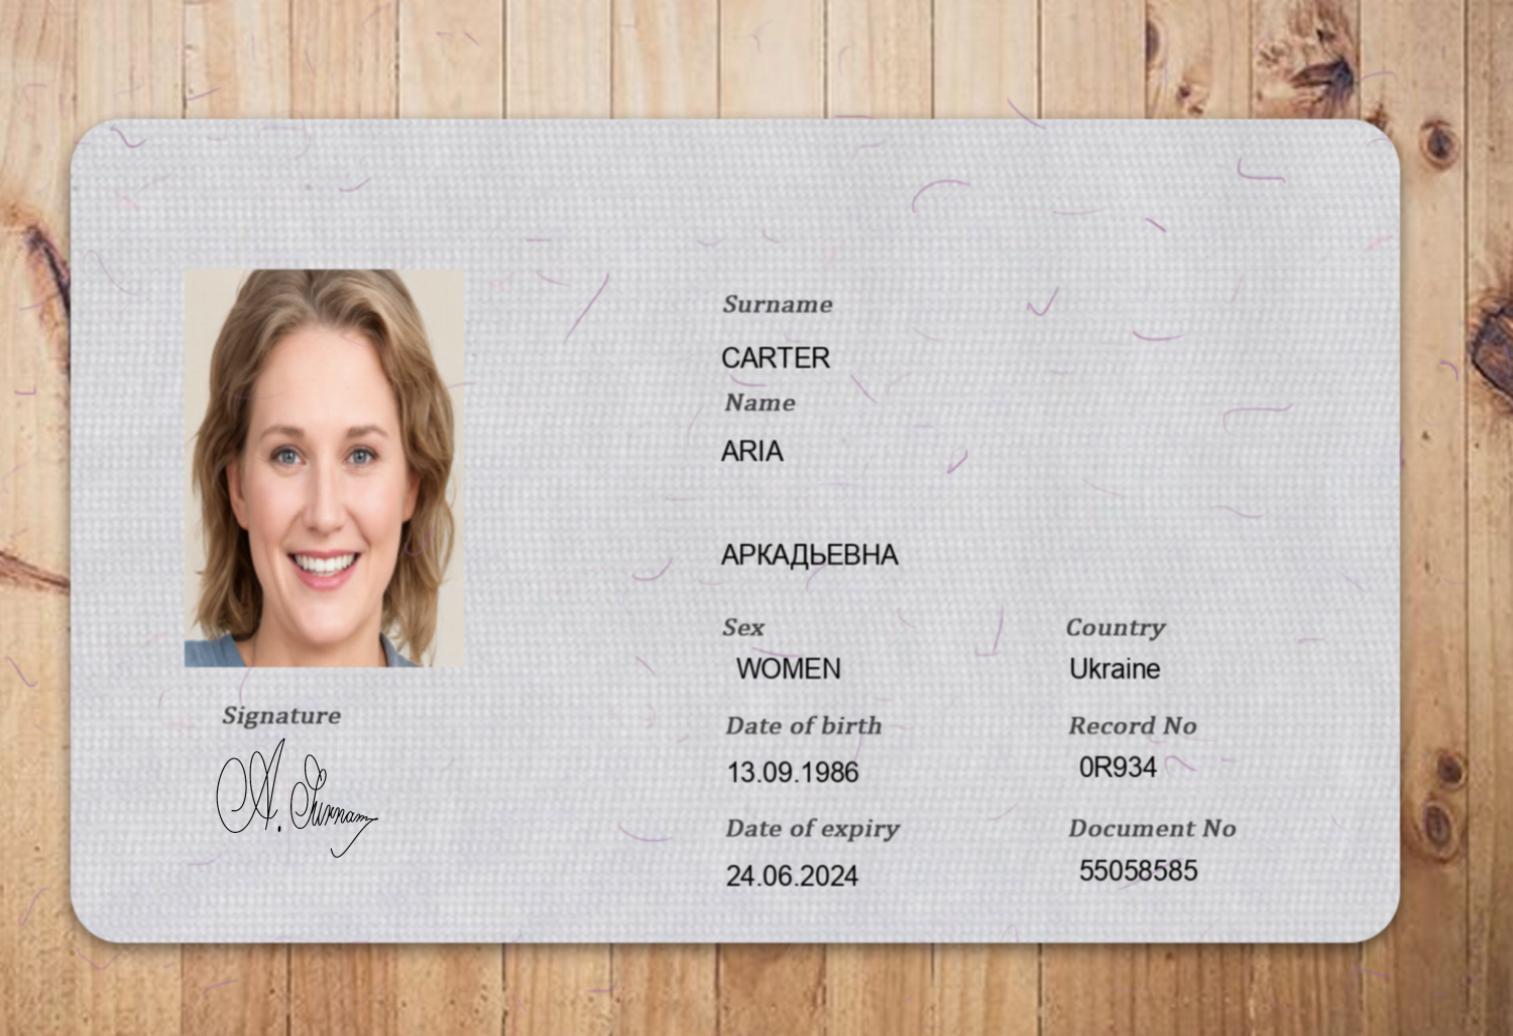 Surname
CARTER
Name
ARIA
АРКАДЬЕВНА
Sex
WOMEN
Country
Ukraine
Date of birth
13.09.1986
Record No
0R934
Date of expiry
24.06.2024
Document No
55058585
Signature
A. Surnam